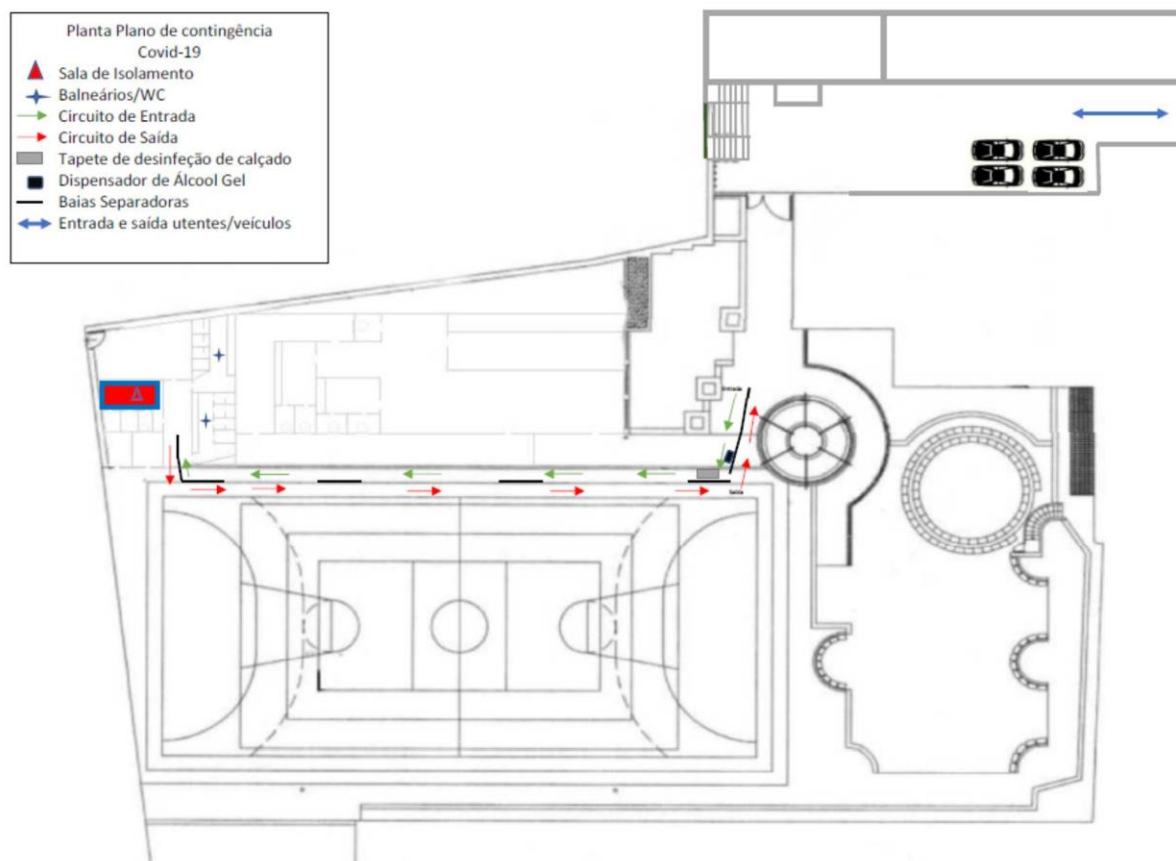 Planta Plano de contingência
Covid-19
Sala de Isolamento
Balneários/WC
Circuito de Entrada
Circuito de Saída
Tapete de desinfeção de calçado
Dispensador de Álcool Gel
Baias Separadoras
Entrada e saída utentes/veículos
Entrada
Saída